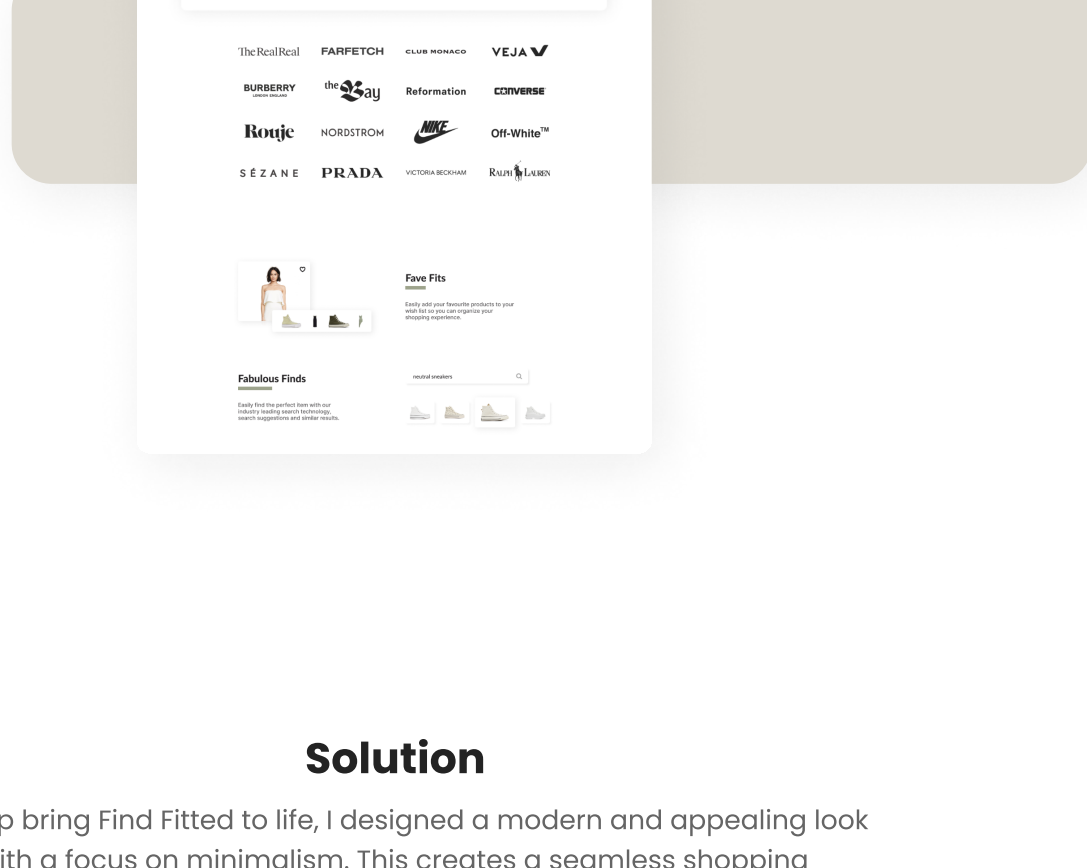 TheRealReal FARFETCH CLUB MONACO VEJA
BURBERRY the Bay Reformation CONVERSE
LONDON ENGLAND
Rouje NORDSTROM NIKE Off-White™
SÉZANE PRADA VICTORIA BECKHAM RALPH LAUREN
Fave Fits
Easily add your favourite products to your
wish list so you can organize your
shopping experience.
Fabulous Finds
Easily find the perfect item with our
industry leading search technology,
search suggestions and similar results.
neutral sneakers
Solution
p bring Find Fitted to life, I designed a modern and appealing look
ith a focus on minimalism. This creates a seamless shopping